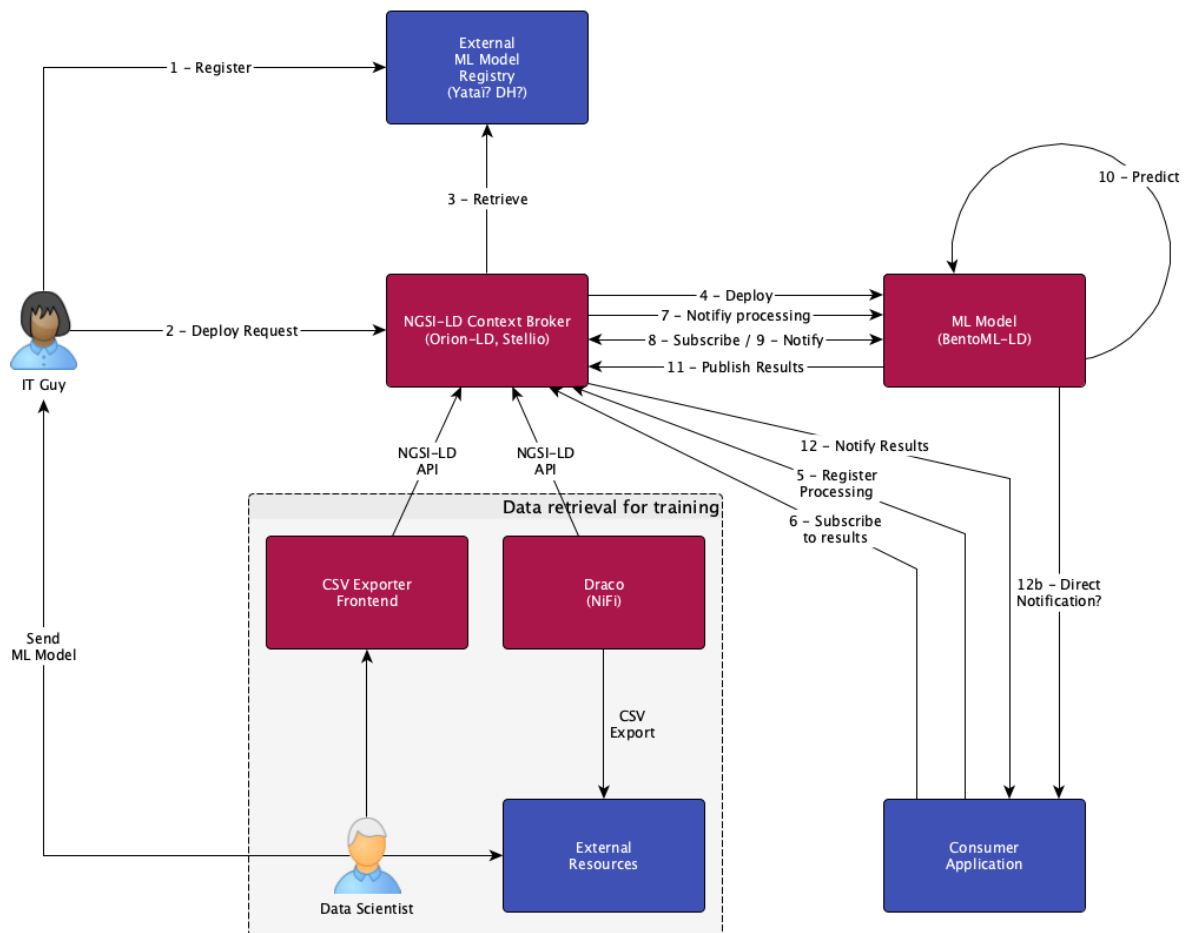 External
ML Model
Registry
(Yataï? DH?)
1 - Register
10 - Predict
3 - Retrieve
NGSI-LD Context Broker
(Orion-LD, Stellio)
4 - Deploy
7 - Notifiy processing
8 - Subscribe / 9 - Notify
11 - Publish Results
ML Model
(BentoML-LD)
2 - Deploy Request
IT Guy
NGSI-LD
API
NGSI-LD
API
12 - Notify Results
5 - Register
Processing
6 - Subscribe
to results
Data retrieval for training
CSV Exporter
Frontend
Draco
(NiFi)
12b - Direct
Notification?
Send
ML Model
CSV
Export
External
Resources
Consumer
Application
Data Scientist